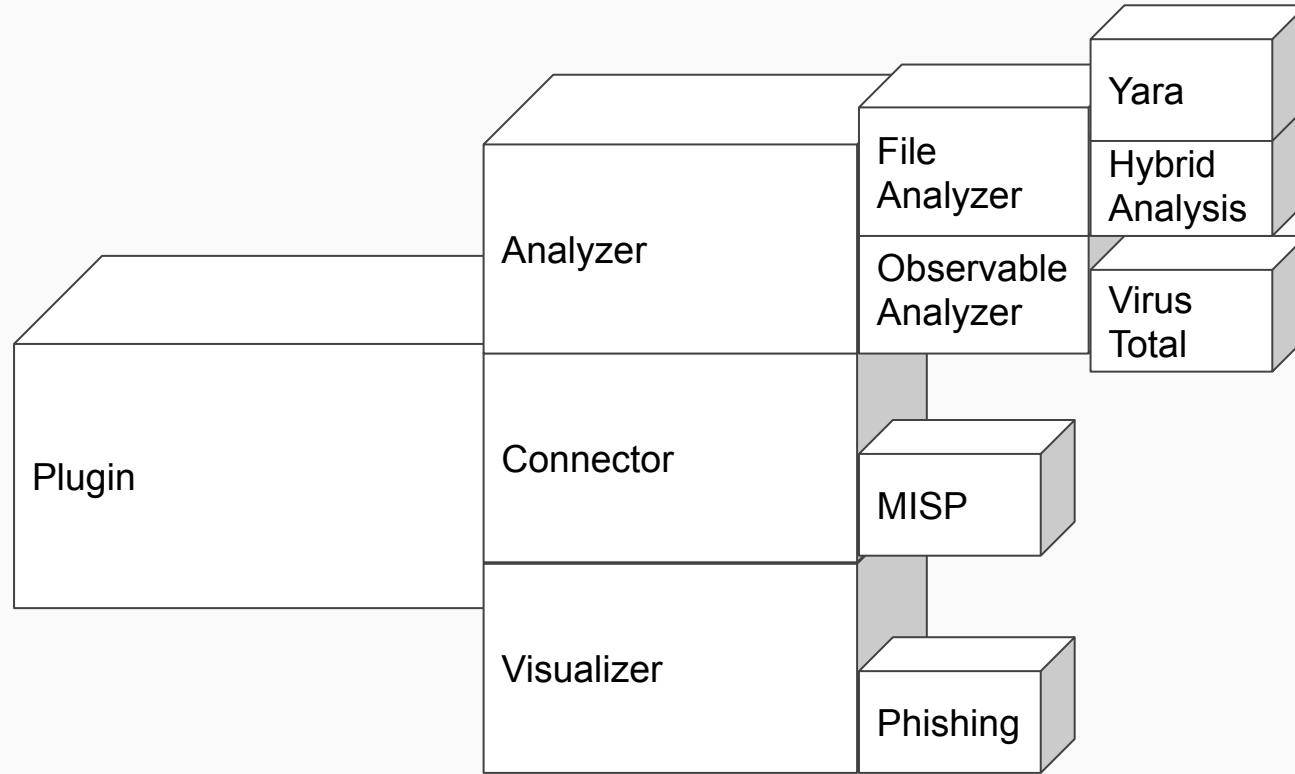 Plugin
Analyzer
Connector
Visualizer
File
Analyzer
Observable
Analyzer
MISP
Phishing
Yara
Hybrid
Analysis
Virus
Total